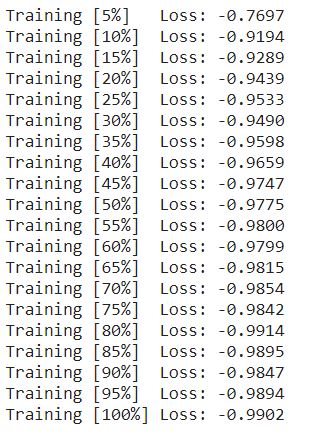 Training [5%] Loss: -0.7697
Training [10%] Loss: -0.9194
Training [15%] Loss: -0.9289
Training [20%] Loss: -0.9439
Training [25%] Loss: -0.9533
Training [30%] Loss: -0.9490
Training [35%] Loss: -0.9598
Training [40%] Loss: -0.9659
Training [45%] Loss: -0.9747
Training [50%] Loss: -0.9775
Training [55%] Loss: -0.9800
Training [60%] Loss: -0.9799
Training [65%] Loss: -0.9815
Training [70%] Loss: -0.9854
Training [75%] Loss: -0.9842
Training [80%] Loss: -0.9914
Training [85%] Loss: -0.9895
Training [90%] Loss: -0.9847
Training [95%] Loss: -0.9894
Training [100%] Loss: -0.9902